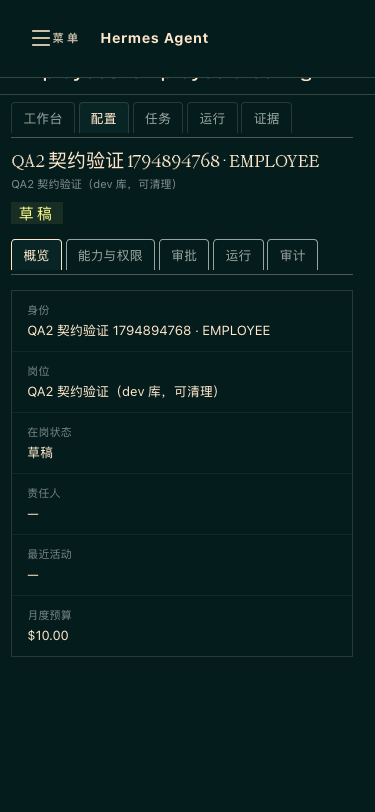 菜单 Hermes Agent
工作台 配置 任务 运行 证据
QA2 契约验证 1794894768 · EMPLOYEE
QA2 契约验证（dev 库，可清理）
草稿
概览 能力与权限 审批 运行 审计
身份
QA2 契约验证 1794894768 · EMPLOYEE
岗位
QA2 契约验证（dev 库，可清理）
在岗状态
草稿
责任人
—
最近活动
—
月度预算
$10.00